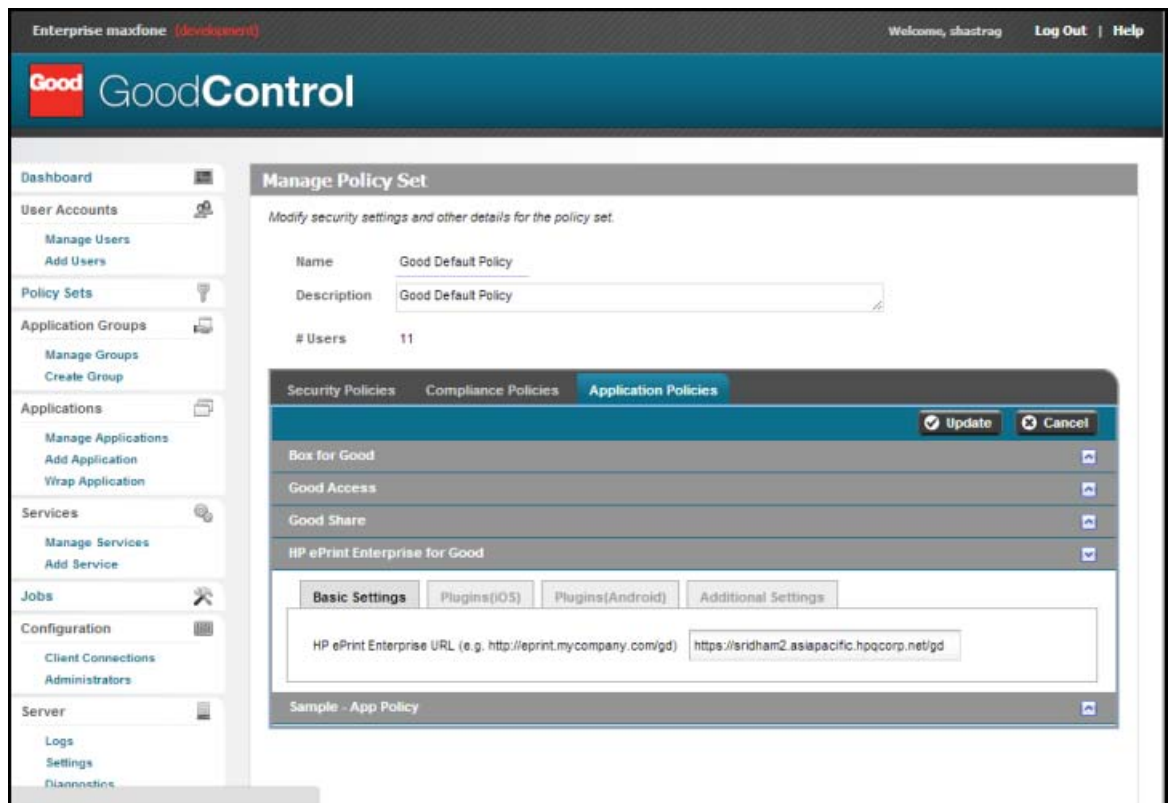 Enterprise maxfone (development)
Welcome, shastrag Log Out | Help
Good GoodControl
Dashboard
User Accounts
Manage Users
Add Users
Policy Sets
Application Groups
Manage Groups
Create Group
Applications
Manage Applications
Add Application
Wrap Application
Services
Manage Services
Add Service
Jobs
Configuration
Client Connections
Administrators
Server
Logs
Settings
Diagnostics
Manage Policy Set
Modify security settings and other details for the policy set.
Name Good Default Policy
Description Good Default Policy
# Users 11
Security Policies Compliance Policies Application Policies
Update Cancel
Box for Good
Good Access
Good Share
HP ePrint Enterprise for Good
Basic Settings Plugins(iOS) Plugins(Android) Additional Settings
HP ePrint Enterprise URL (e.g. http://eprint.mycompany.com/gd) https://sridham2.asiapacific.hpqcorp.net/gd
Sample - App Policy